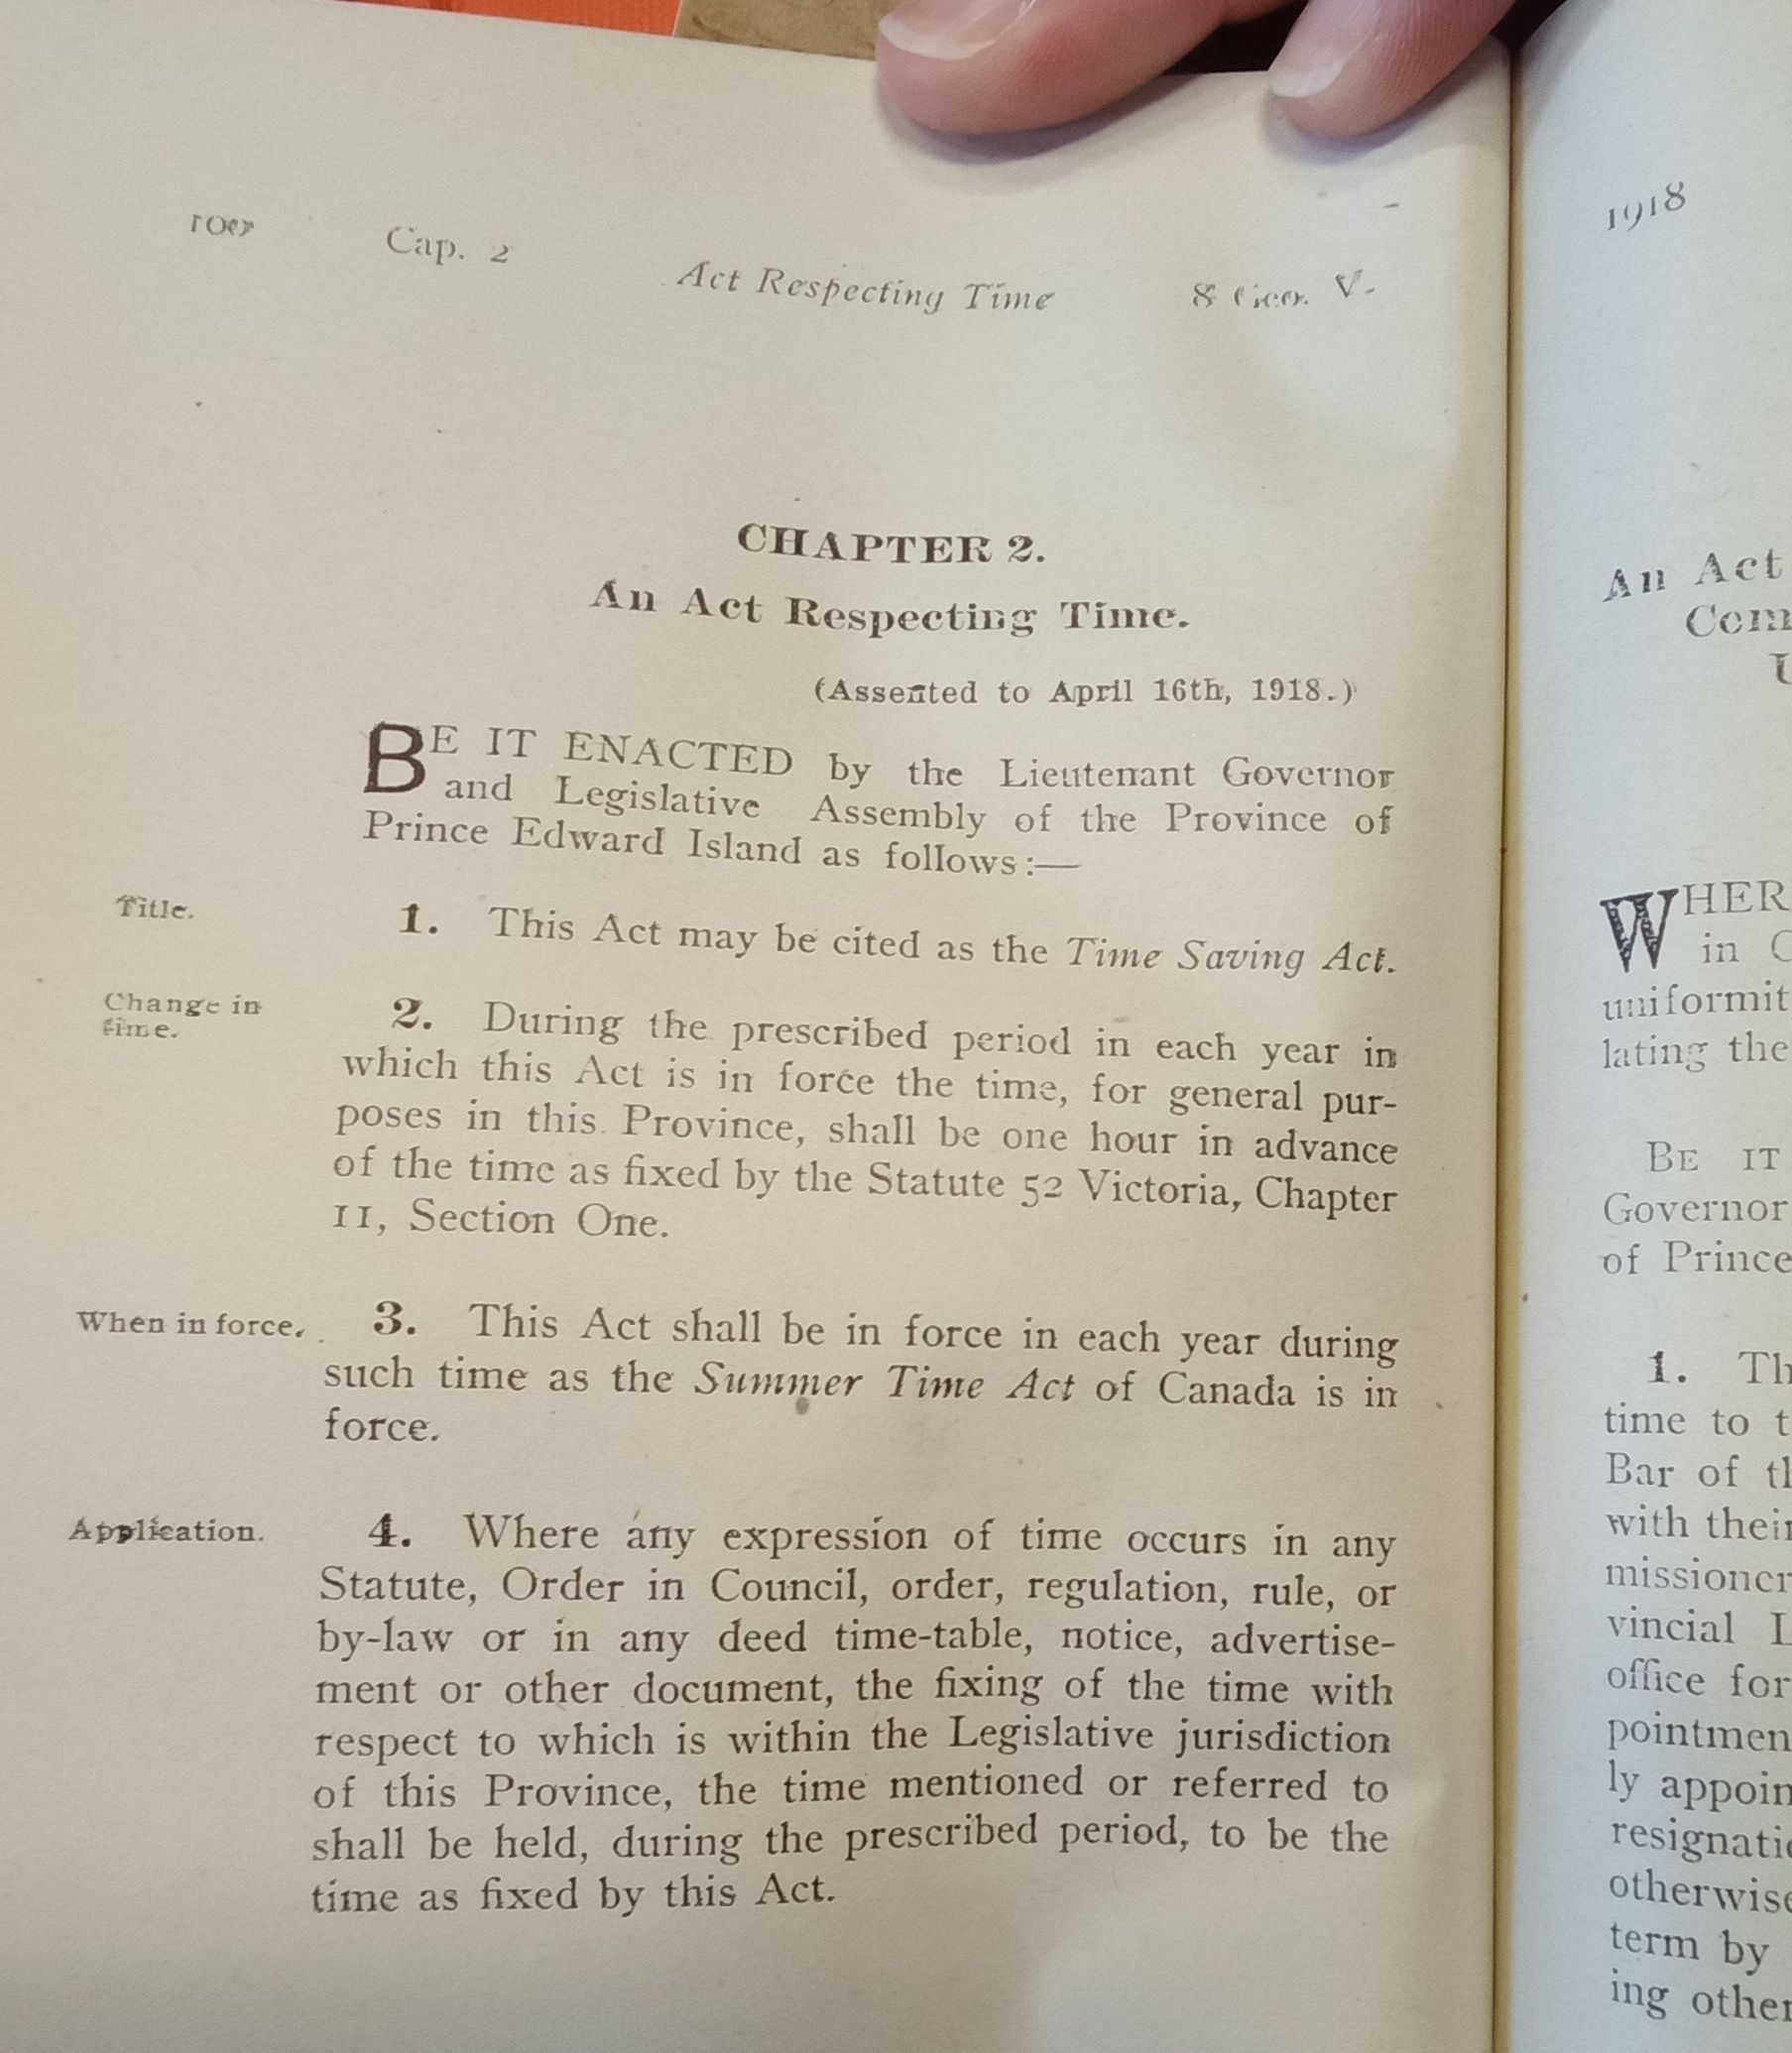 Cap. 2 Act Respecting Time 8 Geo. V.
CHAPTER 2.
An Act Respecting Time.
(Assented to April 16th, 1918.)
BE IT ENACTED by the Lieutenant Governor
and Legislative Assembly of the Province of
Prince Edward Island as follows:—
Title.
1. This Act may be cited as the Time Saving Act.
Change in
time.
2. During the prescribed period in each year in
which this Act is in force the time, for general pur-
poses in this Province, shall be one hour in advance
of the time as fixed by the Statute 52 Victoria, Chapter
11, Section One.
When in force.
3. This Act shall be in force in each year during
such time as the Summer Time Act of Canada is in
force.
Application.
4. Where any expression of time occurs in any
Statute, Order in Council, order, regulation, rule, or
by-law or in any deed time-table, notice, advertise-
ment or other document, the fixing of the time with
respect to which is within the Legislative jurisdiction
of this Province, the time mentioned or referred to
shall be held, during the prescribed period, to be the
time as fixed by this Act.
1918
An Act
Com
U
WHER
in C
uniformit
lating the
BE IT
Governor
of Prince
1. Th
time to t
Bar of th
with their
missioner
vincial L
office for
pointmen
ly appoin
resignatio
otherwise
term by
ing other